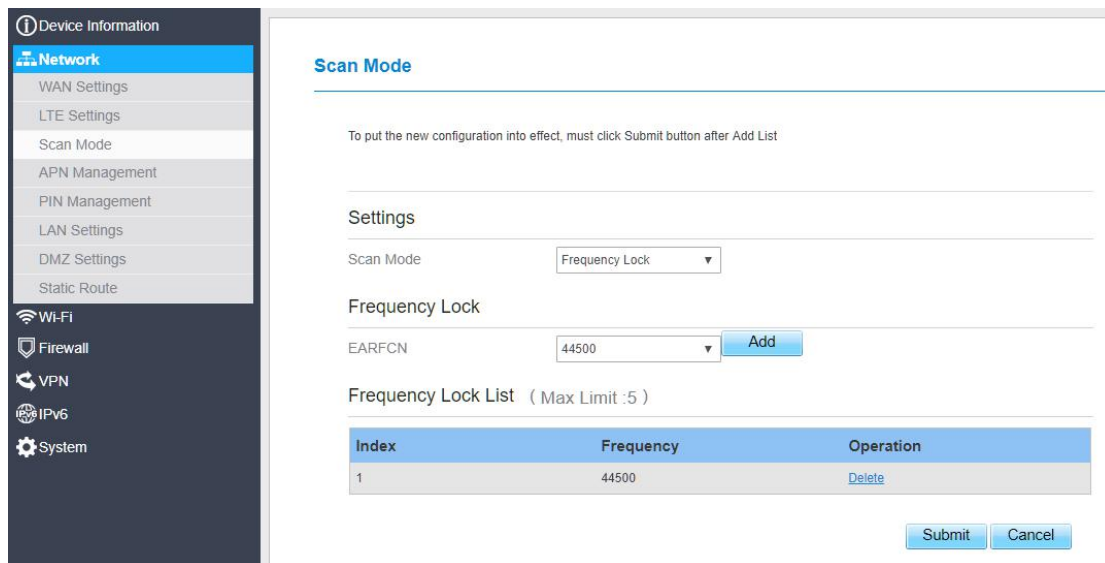 Device Information
Network
WAN Settings
LTE Settings
Scan Mode
APN Management
PIN Management
LAN Settings
DMZ Settings
Static Route
Wi-Fi
Firewall
VPN
IPv6
System
Scan Mode
To put the new configuration into effect, must click Submit button after Add List
Settings
Scan Mode Frequency Lock
Frequency Lock
EARFCN 44500 Add
Frequency Lock List ( Max Limit :5 )
Index Frequency Operation
1 44500 Delete
Submit Cancel